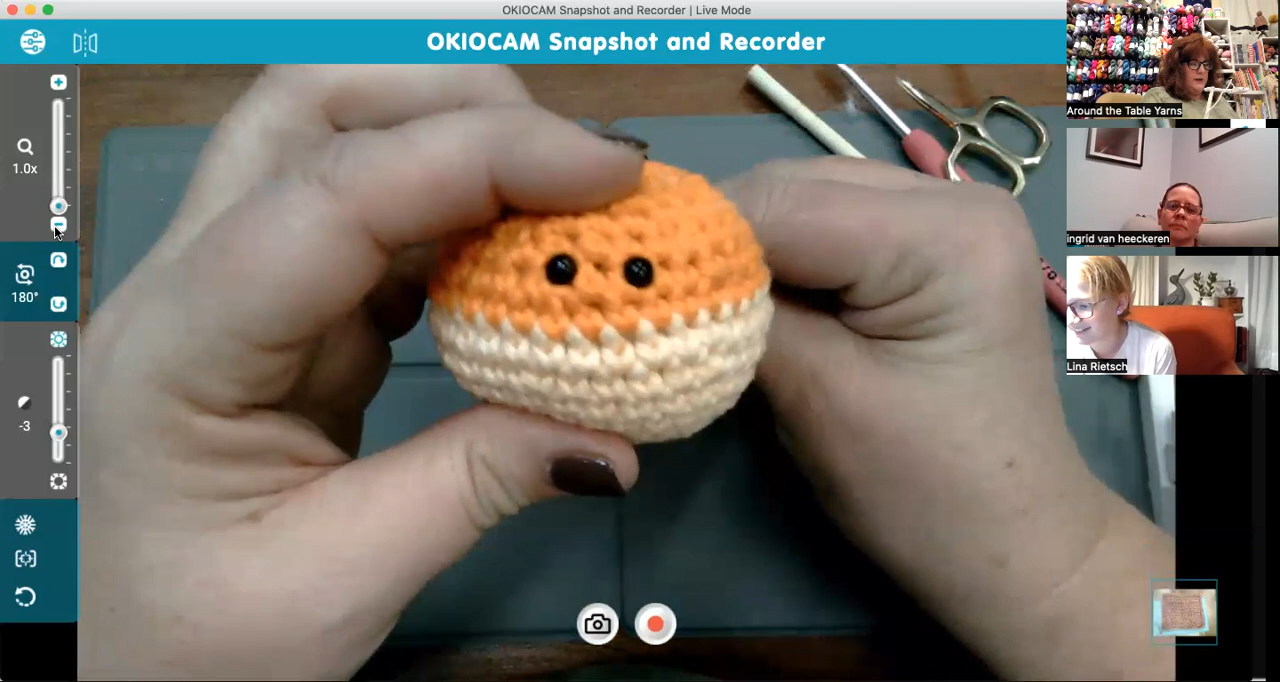 OKIOCAM Snapshot and Recorder | Live Mode
OKIOCAM Snapshot and Recorder
1.0x
180°
-3
Around the Table Yarns
ingrid van heeckeren
Lina Rietsch